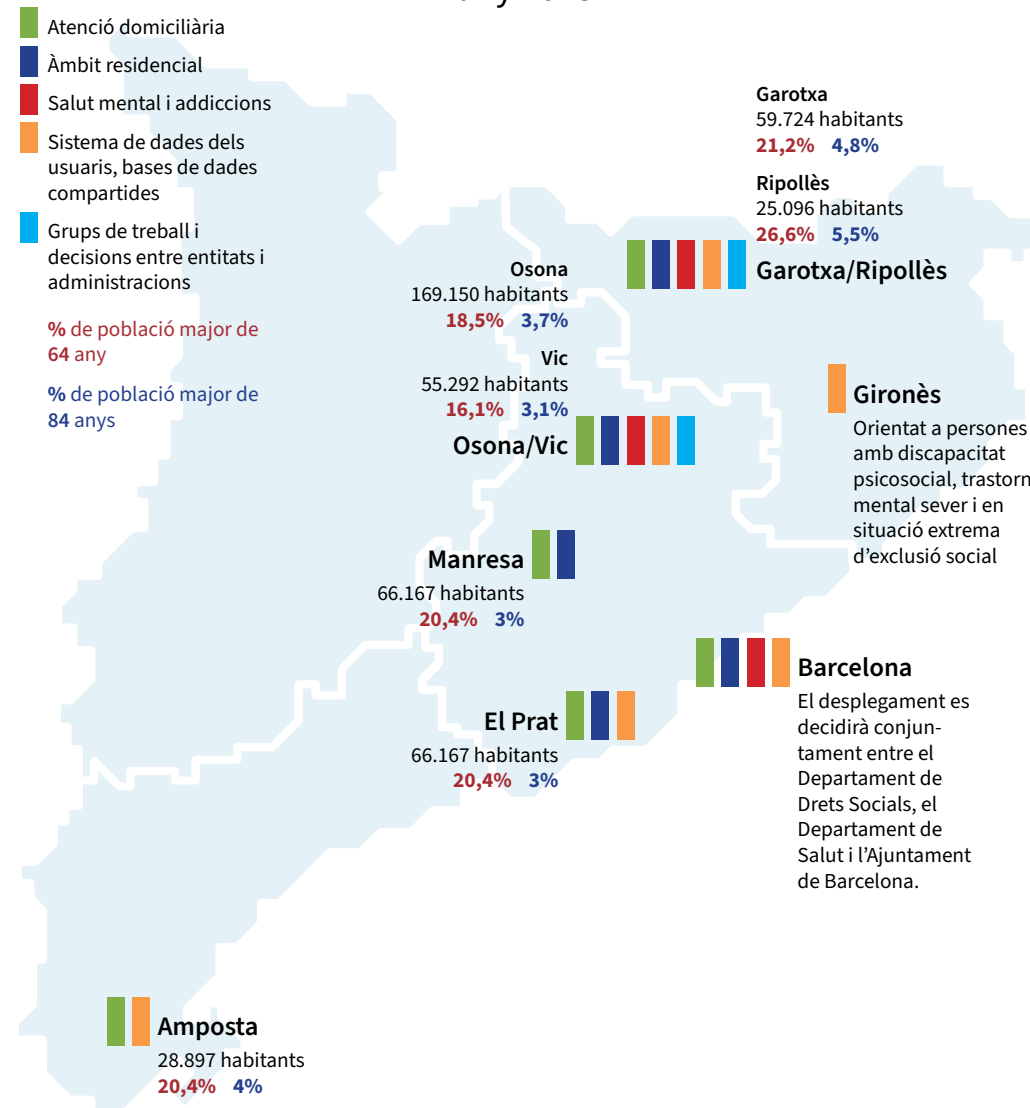 Atenció domiciliària
Àmbit residencial
Salut mental i addiccions
Sistema de dades dels
usuaris, bases de dades
compartides
Grups de treball i
decisions entre entitats i
administracions
% de població major de
64 any
% de població major de
84 anys
Garotxa
59.724 habitants
21,2% 4,8%
Ripollès
25.096 habitants
26,6% 5,5%
Garotxa/Ripollès
Osona
169.150 habitants
18,5% 3,7%
Vic
55.292 habitants
16,1% 3,1%
Osona/Vic
Gironès
Orientat a persones
amb discapacitat
psicosocial, trastorn
mental sever i en
situació extrema
d’exclusió social
Manresa
66.167 habitants
20,4% 3%
Barcelona
El desplegament es
decidirà conjun-
tament entre el
Departament de
Drets Socials, el
Departament de
Salut i l’Ajuntament
de Barcelona.
El Prat
66.167 habitants
20,4% 3%
Amposta
28.897 habitants
20,4% 4%